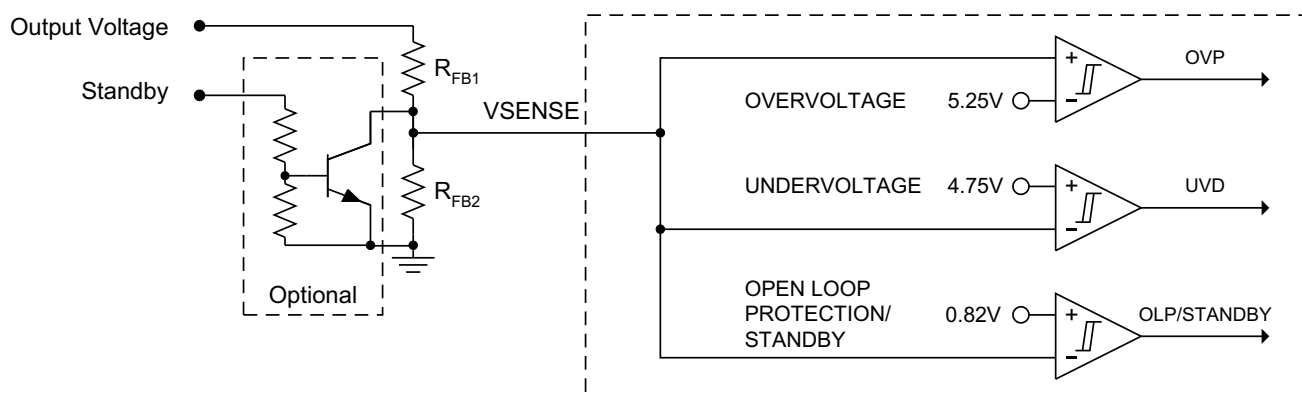 Output Voltage
Standby
Optional
R_FB1
R_FB2
VSENSE
OVERVOLTAGE 5.25V
+
−
OVP
UNDERVOLTAGE 4.75V
+
−
UVD
OPEN LOOP
PROTECTION/
STANDBY
0.82V
+
−
OLP/STANDBY